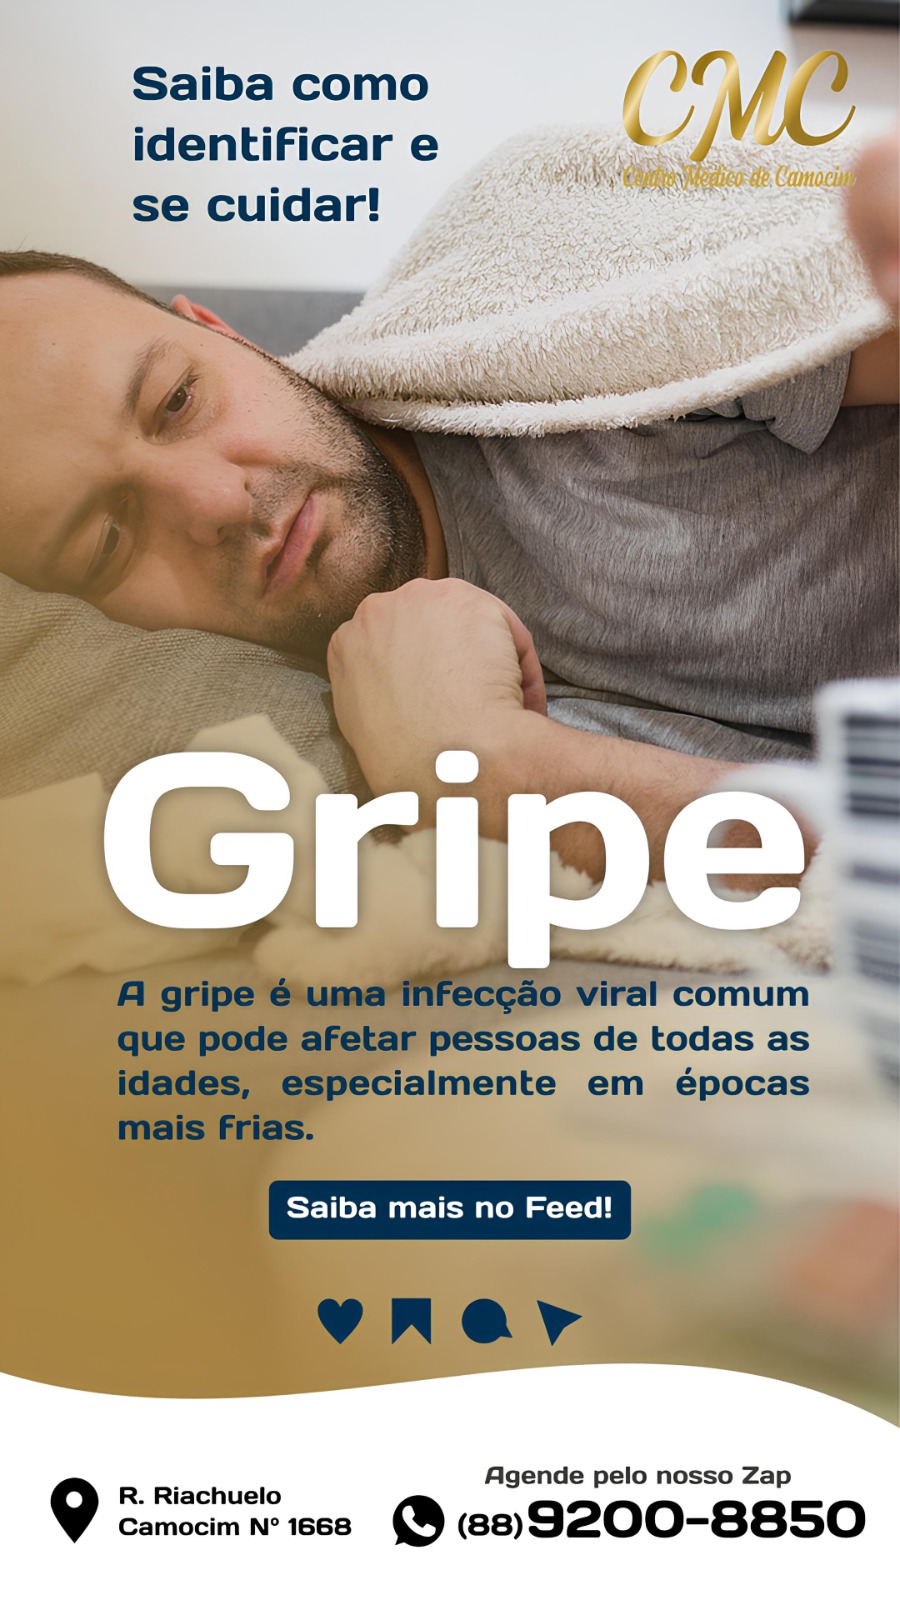 Saiba como
identificar e
se cuidar!
CMC
Centro Médico de Camocim
Gripe
A gripe é uma infecção viral comum
que pode afetar pessoas de todas as
idades, especialmente em épocas
mais frias.
Saiba mais no Feed!
R. Riachuelo
Camocim Nº 1668
Agende pelo nosso Zap
(88)9200-8850